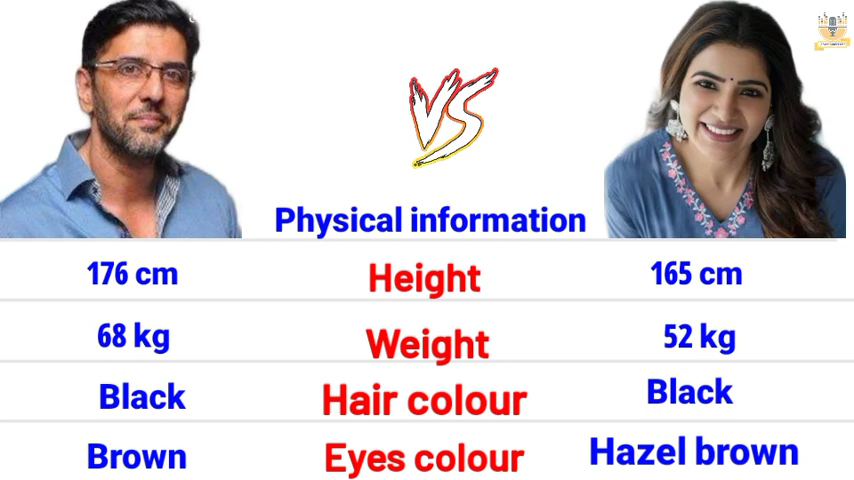 VS
Physical information
176 cm Height 165 cm
68 kg Weight 52 kg
Black Hair colour Black
Brown Eyes colour Hazel brown